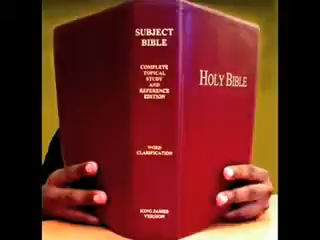 SUBJECT
BIBLE
COMPLETE
TOPICAL
STUDY
AND
REFERENCE
EDITION
WORD
CLARIFICATION
KING JAMES
VERSION
HOLY BIBLE